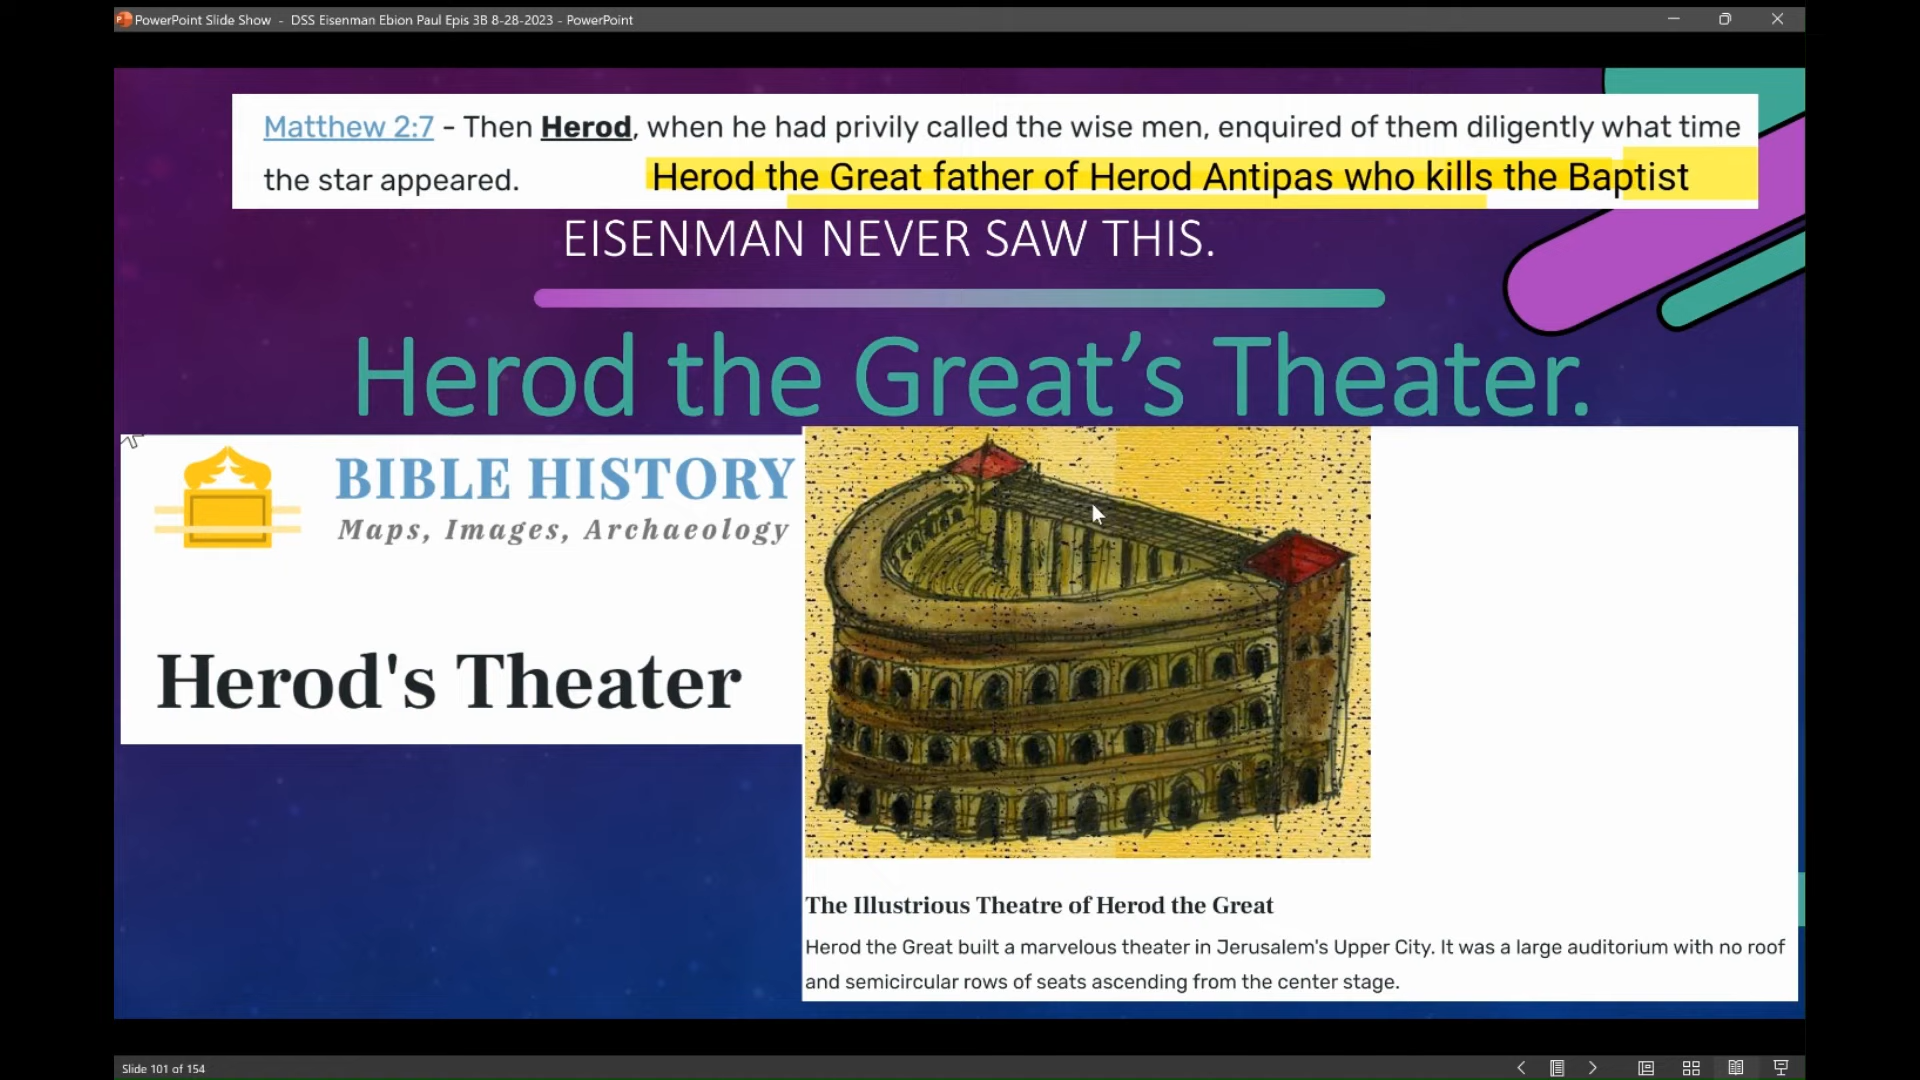 PowerPoint Slide Show - DSS Eisenman Ebion Paul Epis 3B 8-28-2023 - PowerPoint
Matthew 2:7 - Then Herod, when he had privily called the wise men, enquired of them diligently what time
the star appeared.
Herod the Great father of Herod Antipas who kills the Baptist
EISENMAN NEVER SAW THIS.
Herod the Great’s Theater.
BIBLE HISTORY
Maps, Images, Archaeology
Herod's Theater
The Illustrious Theatre of Herod the Great
Herod the Great built a marvelous theater in Jerusalem's Upper City. It was a large auditorium with no roof
and semicircular rows of seats ascending from the center stage.
Slide 101 of 154